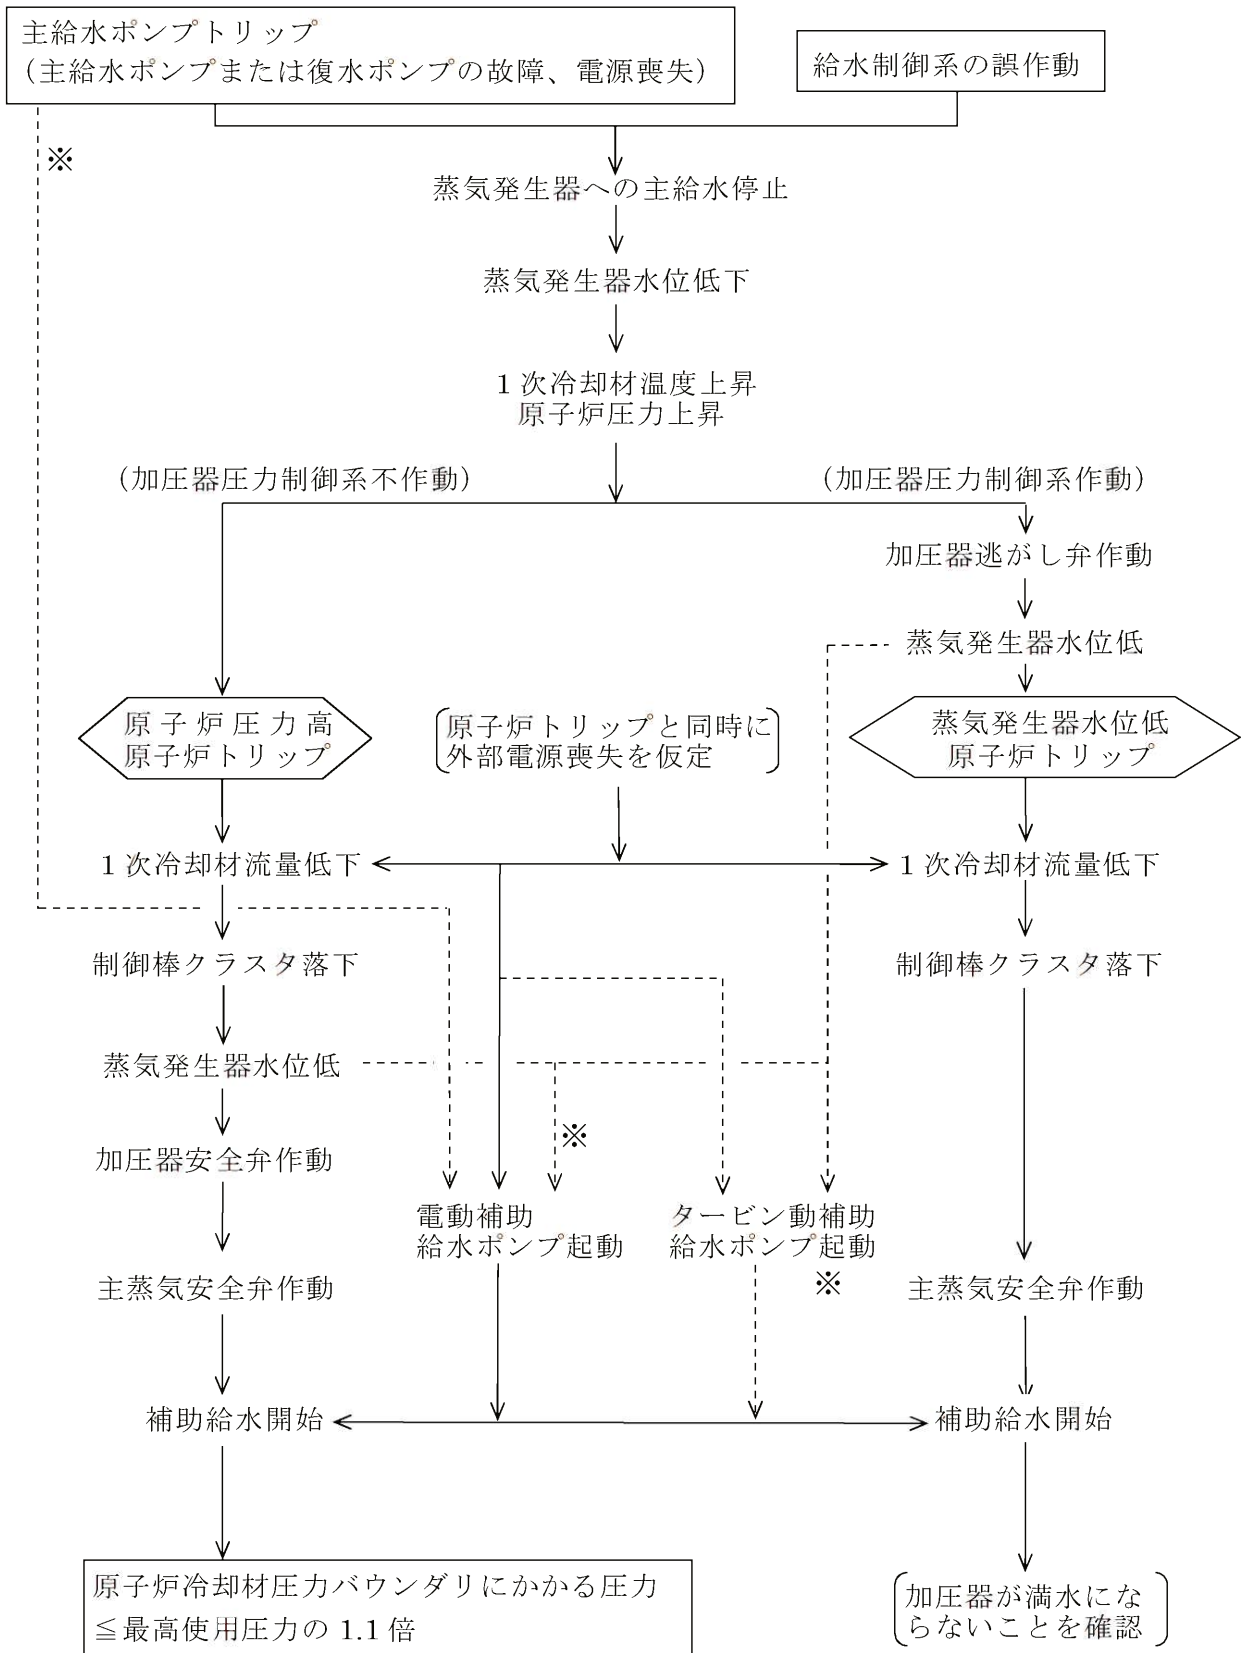 主給水ポンプトリップ
（主給水ポンプまたは復水ポンプの故障、電源喪失）
給水制御系の誤作動
※
蒸気発生器への主給水停止
蒸気発生器水位低下
1 次冷却材温度上昇
原子炉圧力上昇
（加圧器圧力制御系不作動）
（加圧器圧力制御系作動）
加圧器逃がし弁作動
蒸気発生器水位低
原 子 炉 圧 力 高
原子炉トリップ
原子炉トリップと同時に
外部電源喪失を仮定
蒸気発生器水位低
原子炉トリップ
1 次冷却材流量低下
1 次冷却材流量低下
制御棒クラスタ落下
制御棒クラスタ落下
蒸気発生器水位低
※
加圧器安全弁作動
電動補助
給水ポンプ起動
タービン動補助
給水ポンプ起動
※
主蒸気安全弁作動
主蒸気安全弁作動
補助給水開始
補助給水開始
原子炉冷却材圧力バウンダリにかかる圧力
≦最高使用圧力の 1.1 倍
加圧器が満水にな
らないことを確認